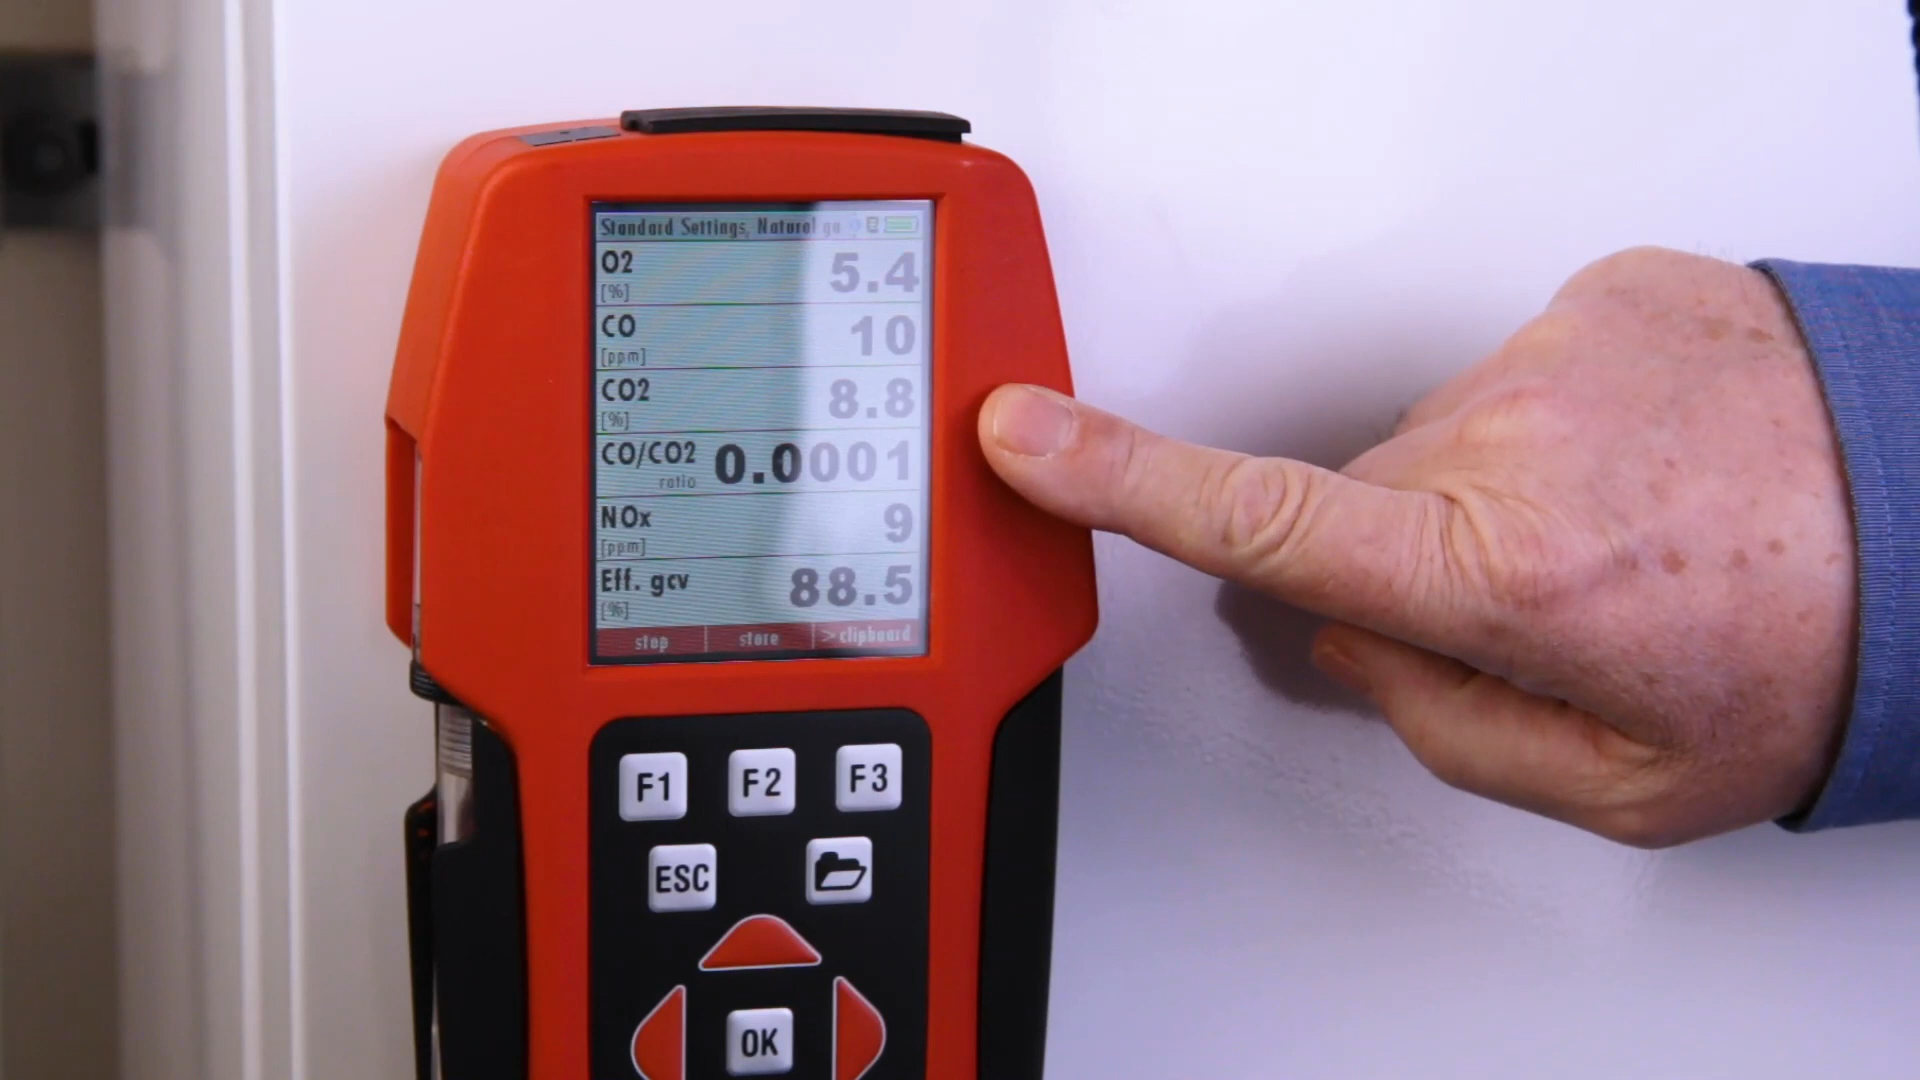 Standard Settings, Natural ga
O2 5.4
[%]
CO 10
[ppm]
CO2 8.8
[%]
CO/CO2 0.0001
ratio
NOx 9
[ppm]
Eff. gcv 88.5
[%]
stop store >clipboard
F1 F2 F3
ESC
OK